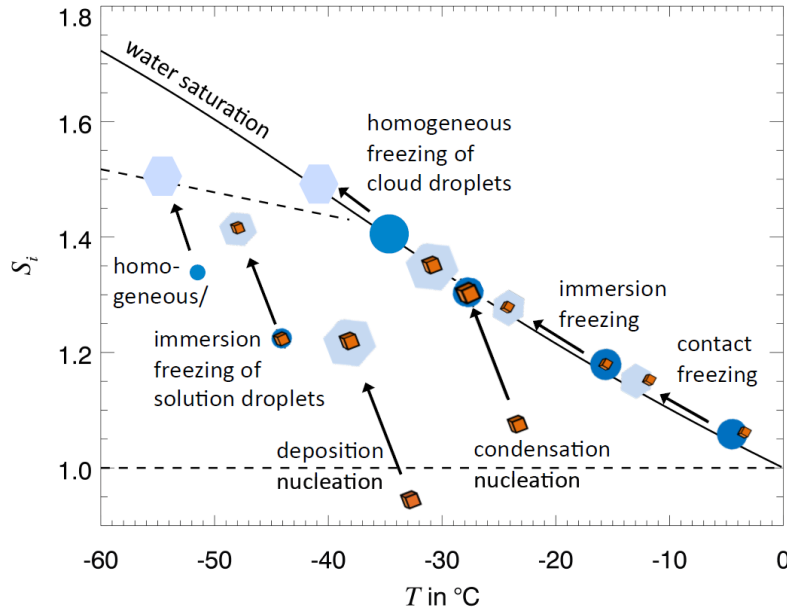 1.8
1.6
1.4
1.2
1.0
S_i
water saturation
homogeneous
freezing of
cloud droplets
homo-
geneous/
immersion
freezing of
solution droplets
immersion
freezing
contact
freezing
deposition
nucleation
condensation
nucleation
-60
-50
-40
-30
-20
-10
0
T in °C